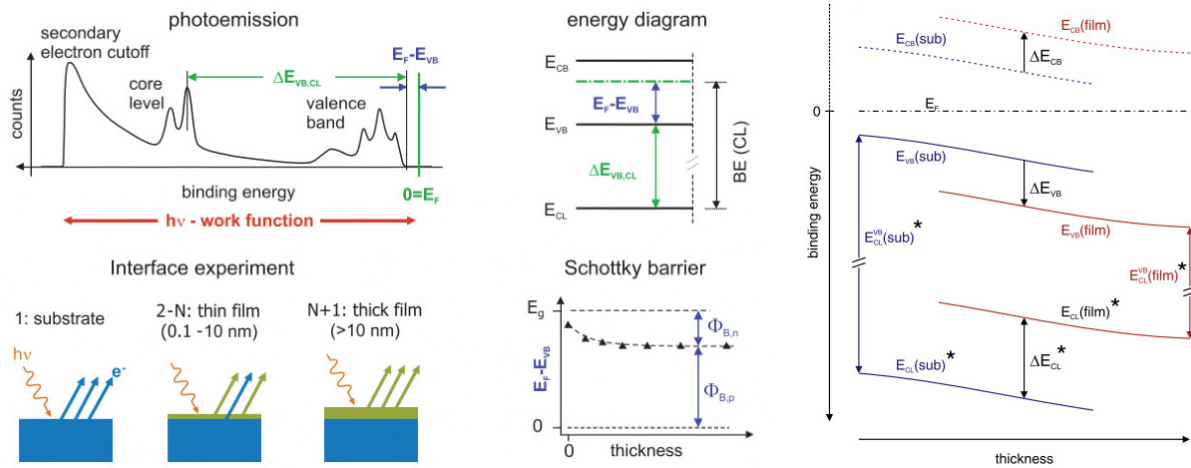 photoemission
secondary
electron cutoff
core
level
ΔE_VB,CL
E_F-E_VB
valence
band
counts
binding energy
0=E_F
hν - work function
energy diagram
E_CB
E_F-E_VB
E_VB
ΔE_VB,CL
BE (CL)
E_CL
Interface experiment
1: substrate
2-N: thin film
(0.1 -10 nm)
N+1: thick film
(>10 nm)
hν
e-
Schottky barrier
E_g
Φ_B,n
E_F-E_VB
Φ_B,p
0
0
thickness
E_CB(film)
E_CB(sub)
ΔE_CB
0
E_F
E_VB(sub)
ΔE_VB
E_VB(film)
binding energy
E_CL^VB(sub)*
E_CL^VB(film)*
E_CL(film)*
ΔE_CL*
E_CL(sub)*
thickness